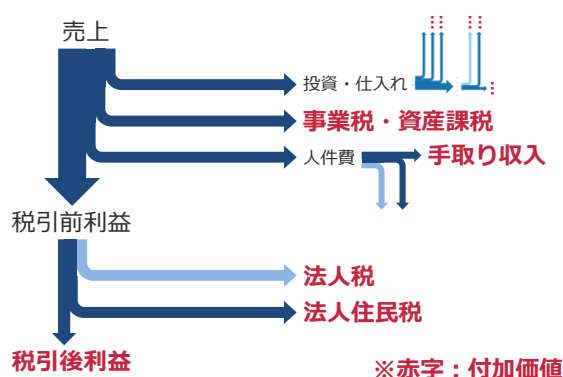 売上
投資・仕入れ
事業税・資産課税
人件費
手取り収入
税引前利益
法人税
法人住民税
税引後利益
※赤字：付加価値